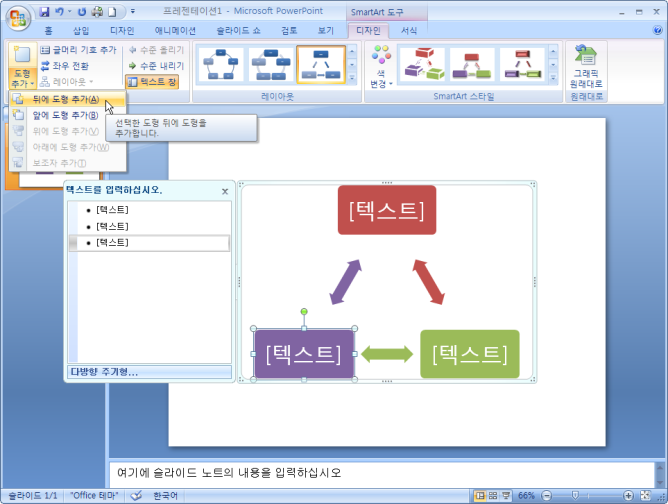 프레젠테이션1 - Microsoft PowerPoint
SmartArt 도구
홈 삽입 디자인 애니메이션 슬라이드 쇼 검토 보기 디자인 서식
도형 추가
글머리 기호 추가
좌우 전환
레이아웃
수준 올리기
수준 내리기
텍스트 창
레이아웃
색 변경
SmartArt 스타일
그래픽 원래대로
원래대로
뒤에 도형 추가(A)
앞에 도형 추가(B)
위에 도형 추가(V)
아래에 도형 추가(W)
보조자 추가(T)
선택한 도형 뒤에 도형을
추가합니다.
텍스트를 입력하십시오.
[텍스트]
[텍스트]
[텍스트]
다방향 주기형...
[텍스트]
[텍스트]
[텍스트]
여기에 슬라이드 노트의 내용을 입력하십시오
슬라이드 1/1 "Office 테마" 한국어 66%